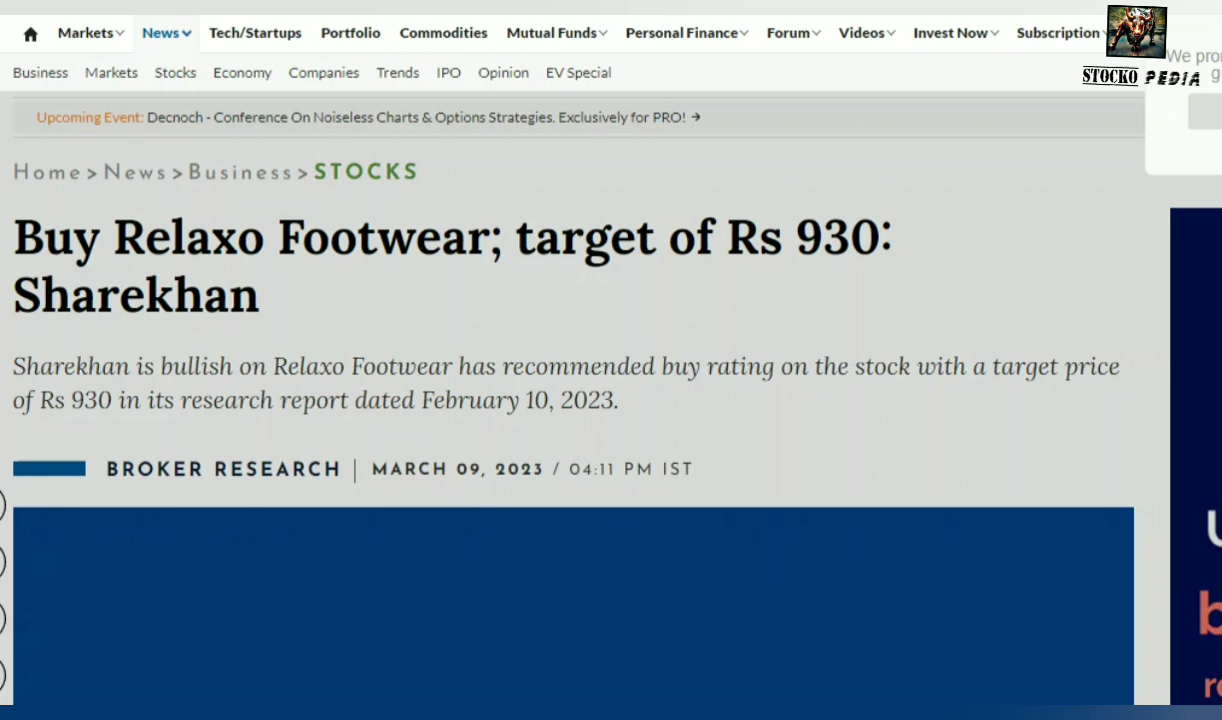 Markets News Tech/Startups Portfolio Commodities Mutual Funds Personal Finance Forum Videos Invest Now Subscription
We pro
STOCKO PEDIA
Business Markets Stocks Economy Companies Trends IPO Opinion EV Special
Upcoming Event: Decnoch - Conference On Noiseless Charts & Options Strategies. Exclusively for PRO! →
Home > News > Business > STOCKS
Buy Relaxo Footwear; target of Rs 930:
Sharekhan
Sharekhan is bullish on Relaxo Footwear has recommended buy rating on the stock with a target price
of Rs 930 in its research report dated February 10, 2023.
BROKER RESEARCH | MARCH 09, 2023 / 04:11 PM IST